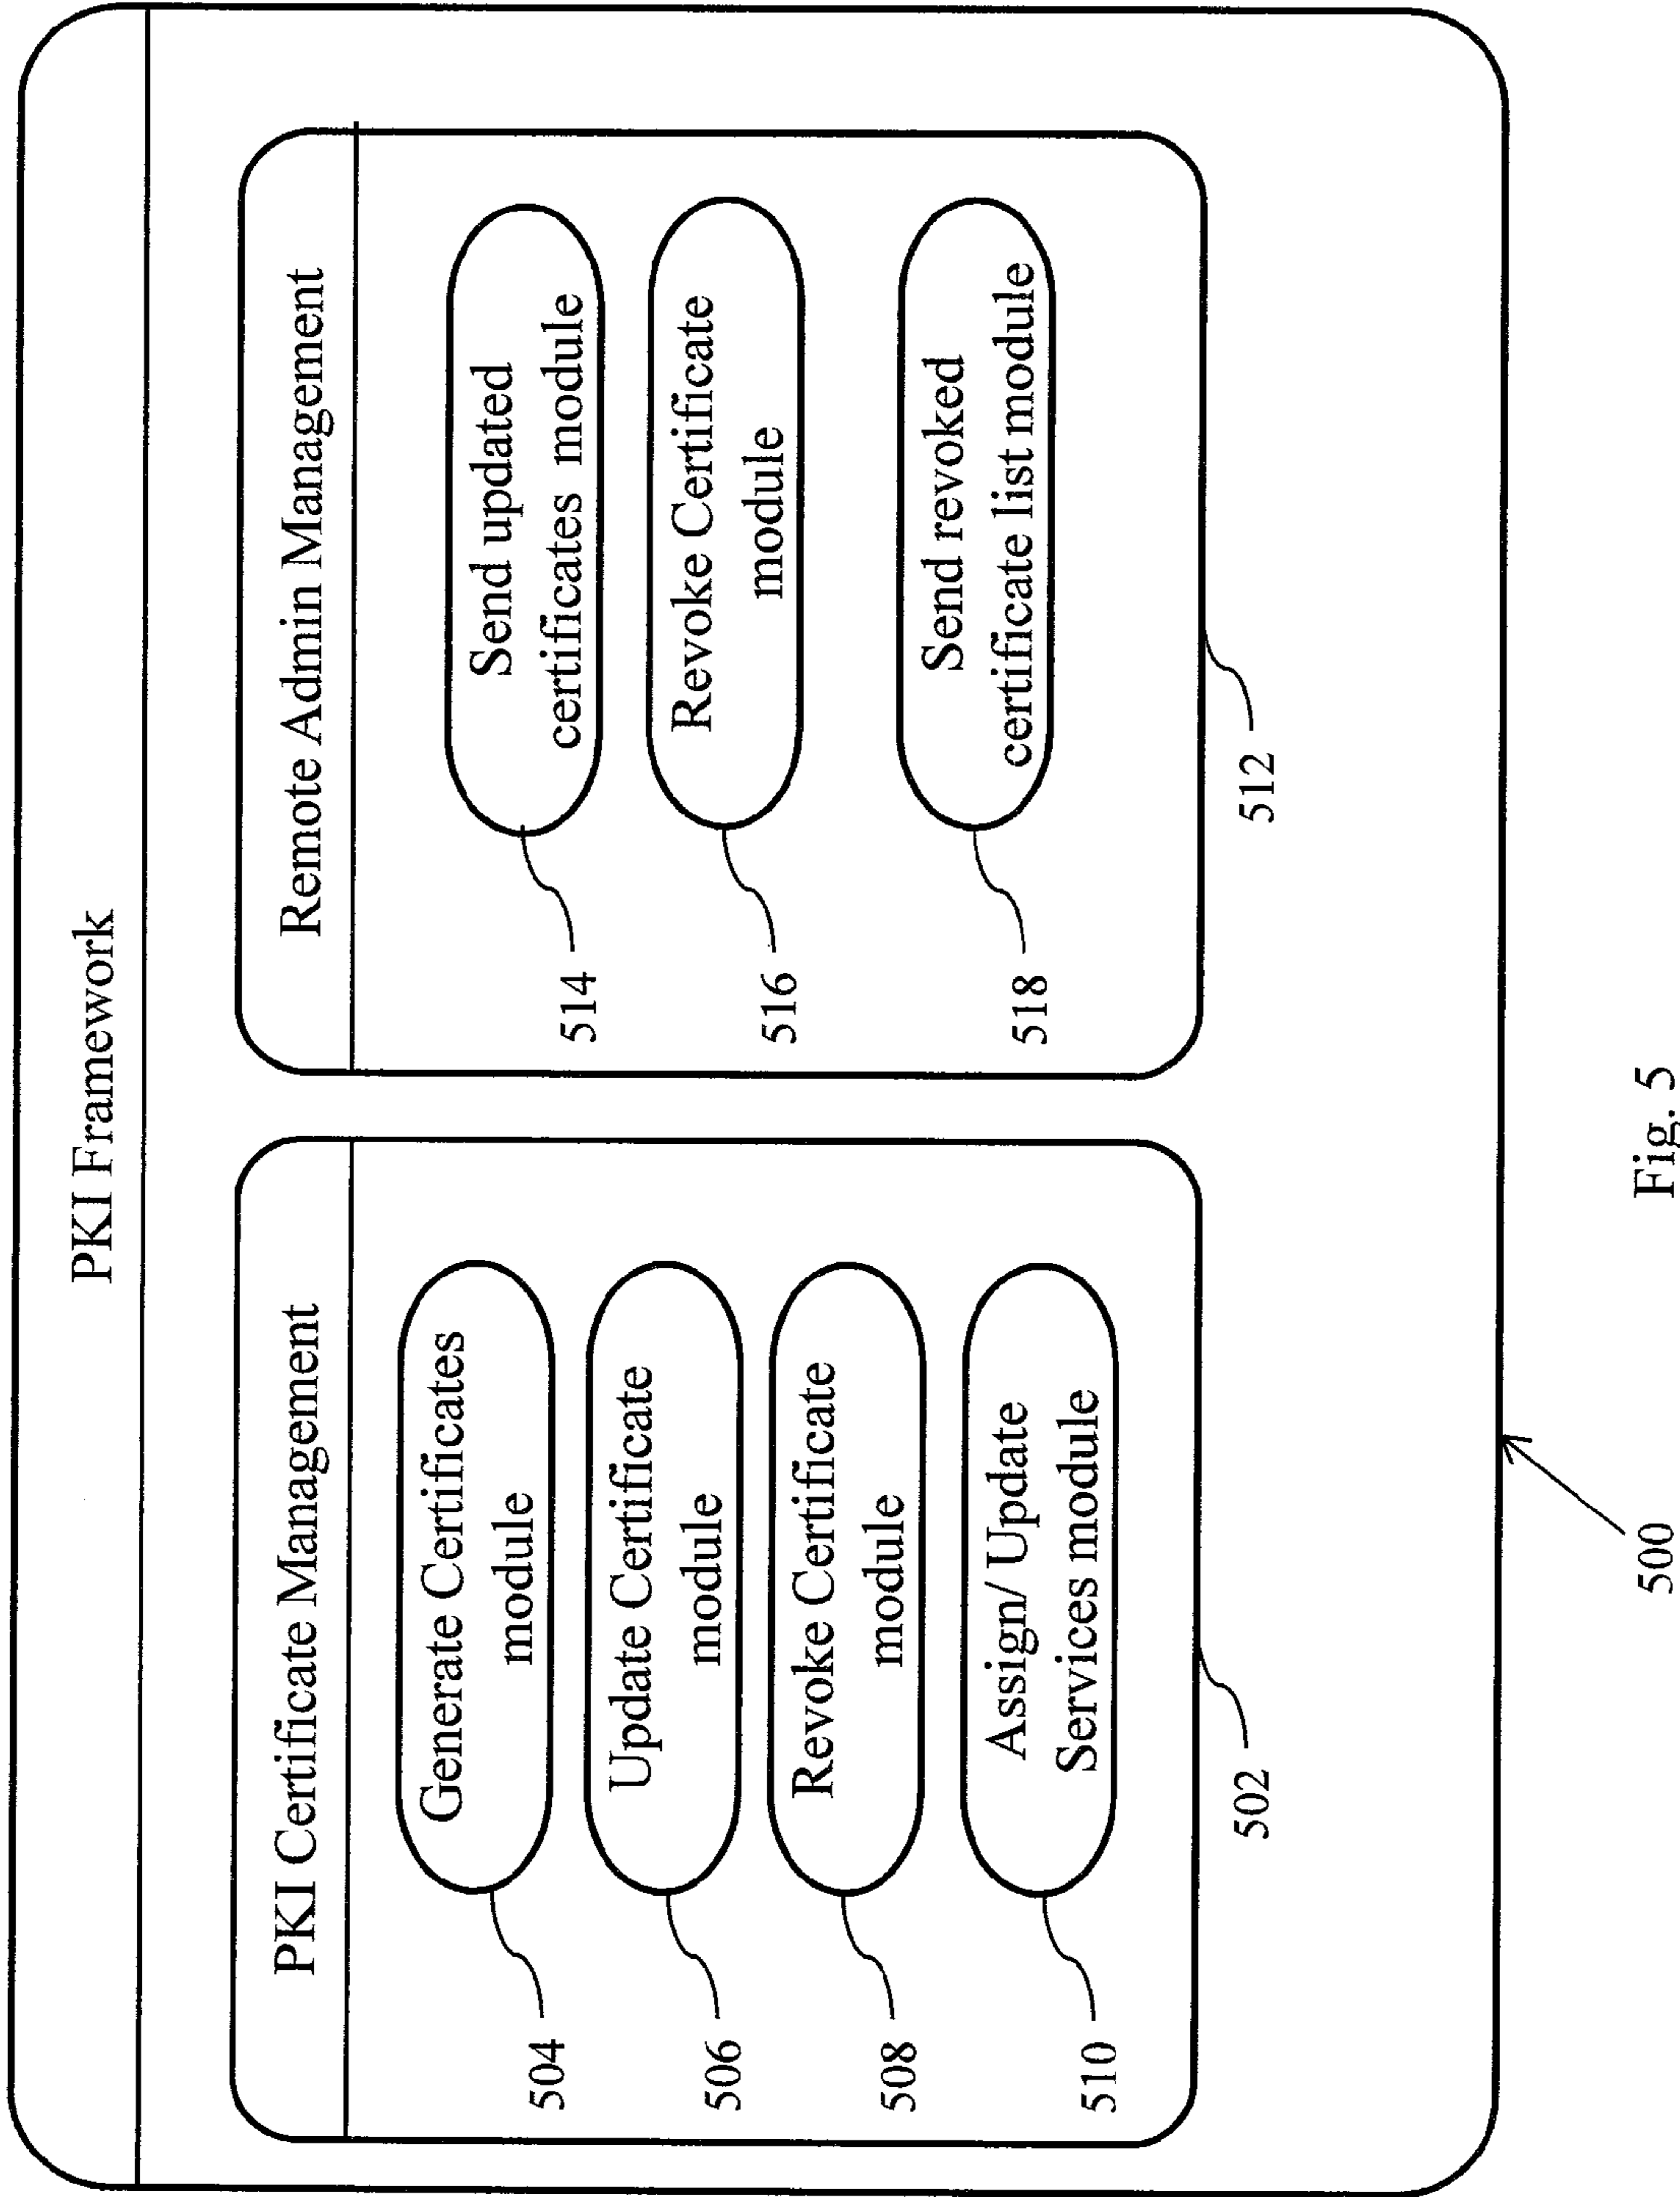 PKI Framework
PKI Certificate Management
Generate Certificates
module
504
Update Certificate
module
506
Revoke Certificate
module
508
Assign/ Update
Services module
510
502
Remote Admin Management
Send updated
certificates module
514
Revoke Certificate
module
516
Send revoked
certificate list module
518
512
500
Fig. 5